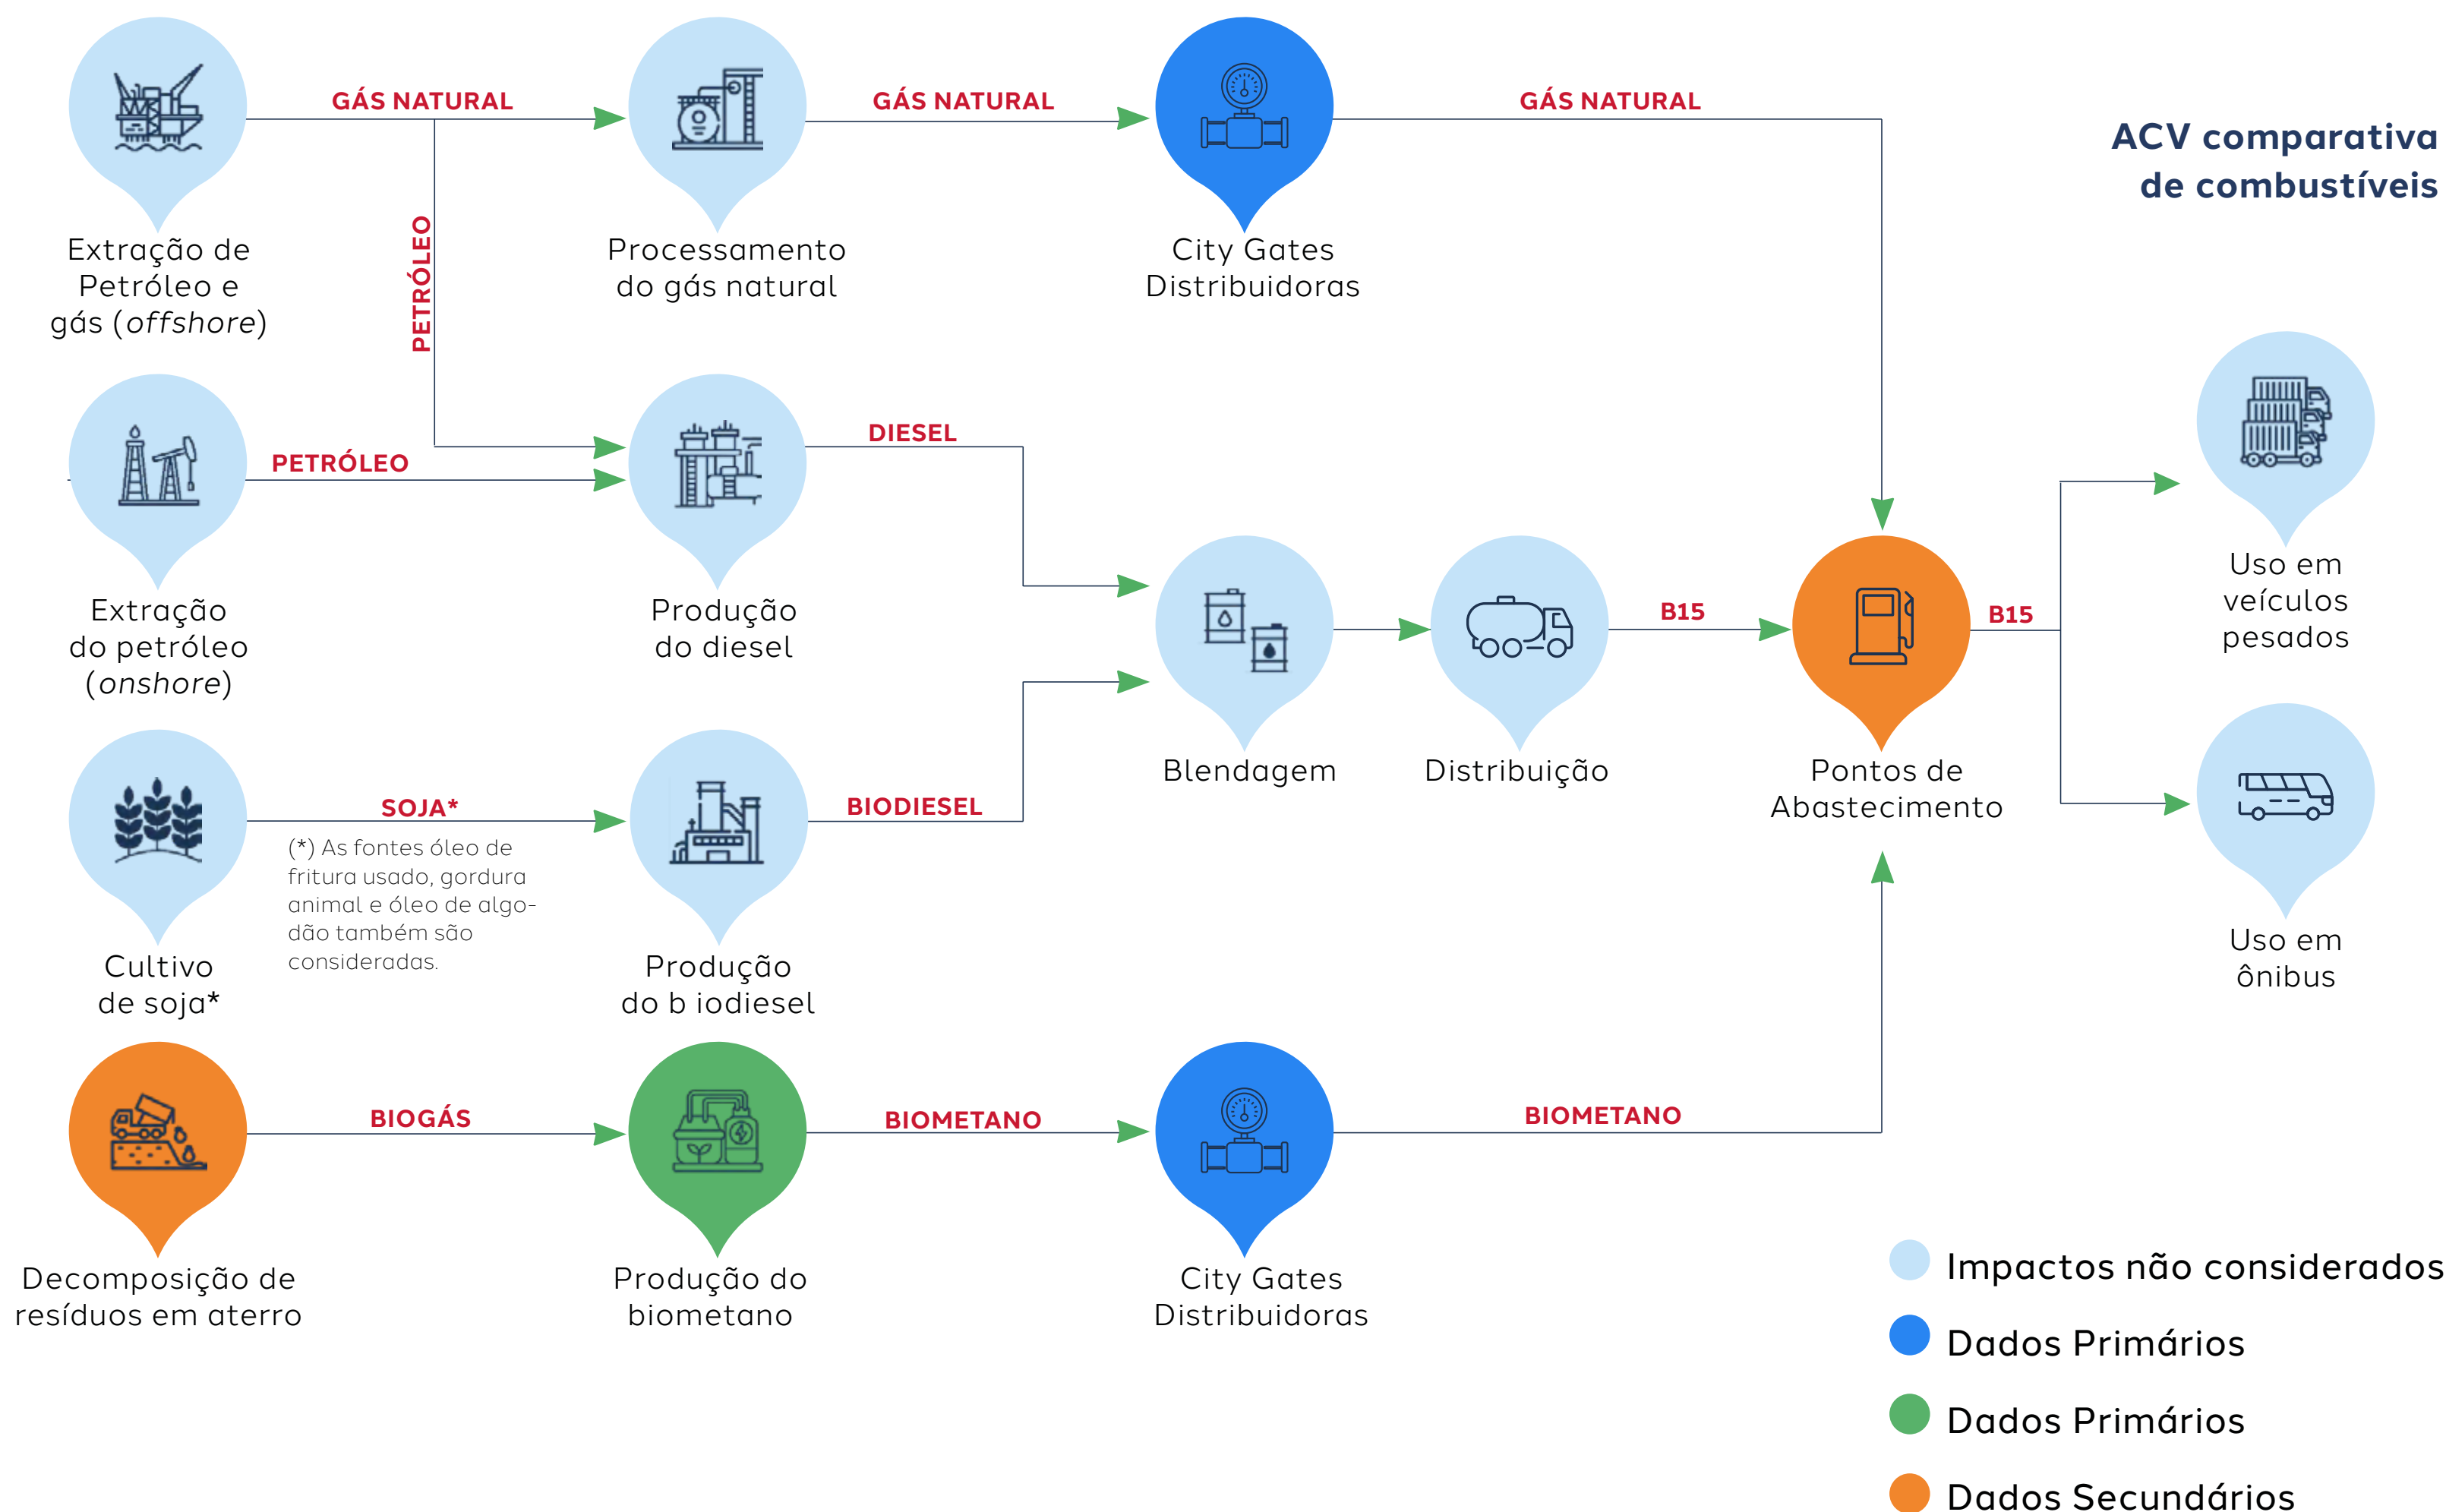 GÁS NATURAL
GÁS NATURAL
GÁS NATURAL
ACV comparativa
de combustíveis
Extração de
Petróleo e
gás (offshore)
PETRÓLEO
Processamento
do gás natural
City Gates
Distribuidoras
PETRÓLEO
DIESEL
Extração
do petróleo
(onshore)
Produção
do diesel
B15
B15
Uso em
veículos
pesados
Blendagem
Distribuição
Pontos de
Abastecimento
SOJA*
(*) As fontes óleo de
fritura usado, gordura
animal e óleo de algo-
dão também são
consideradas.
BIODIESEL
Cultivo
de soja*
Produção
do b iodiesel
Uso em
ônibus
BIOGÁS
BIOMETANO
BIOMETANO
Decomposição de
resíduos em aterro
Produção do
biometano
City Gates
Distribuidoras
Impactos não considerados
Dados Primários
Dados Primários
Dados Secundários